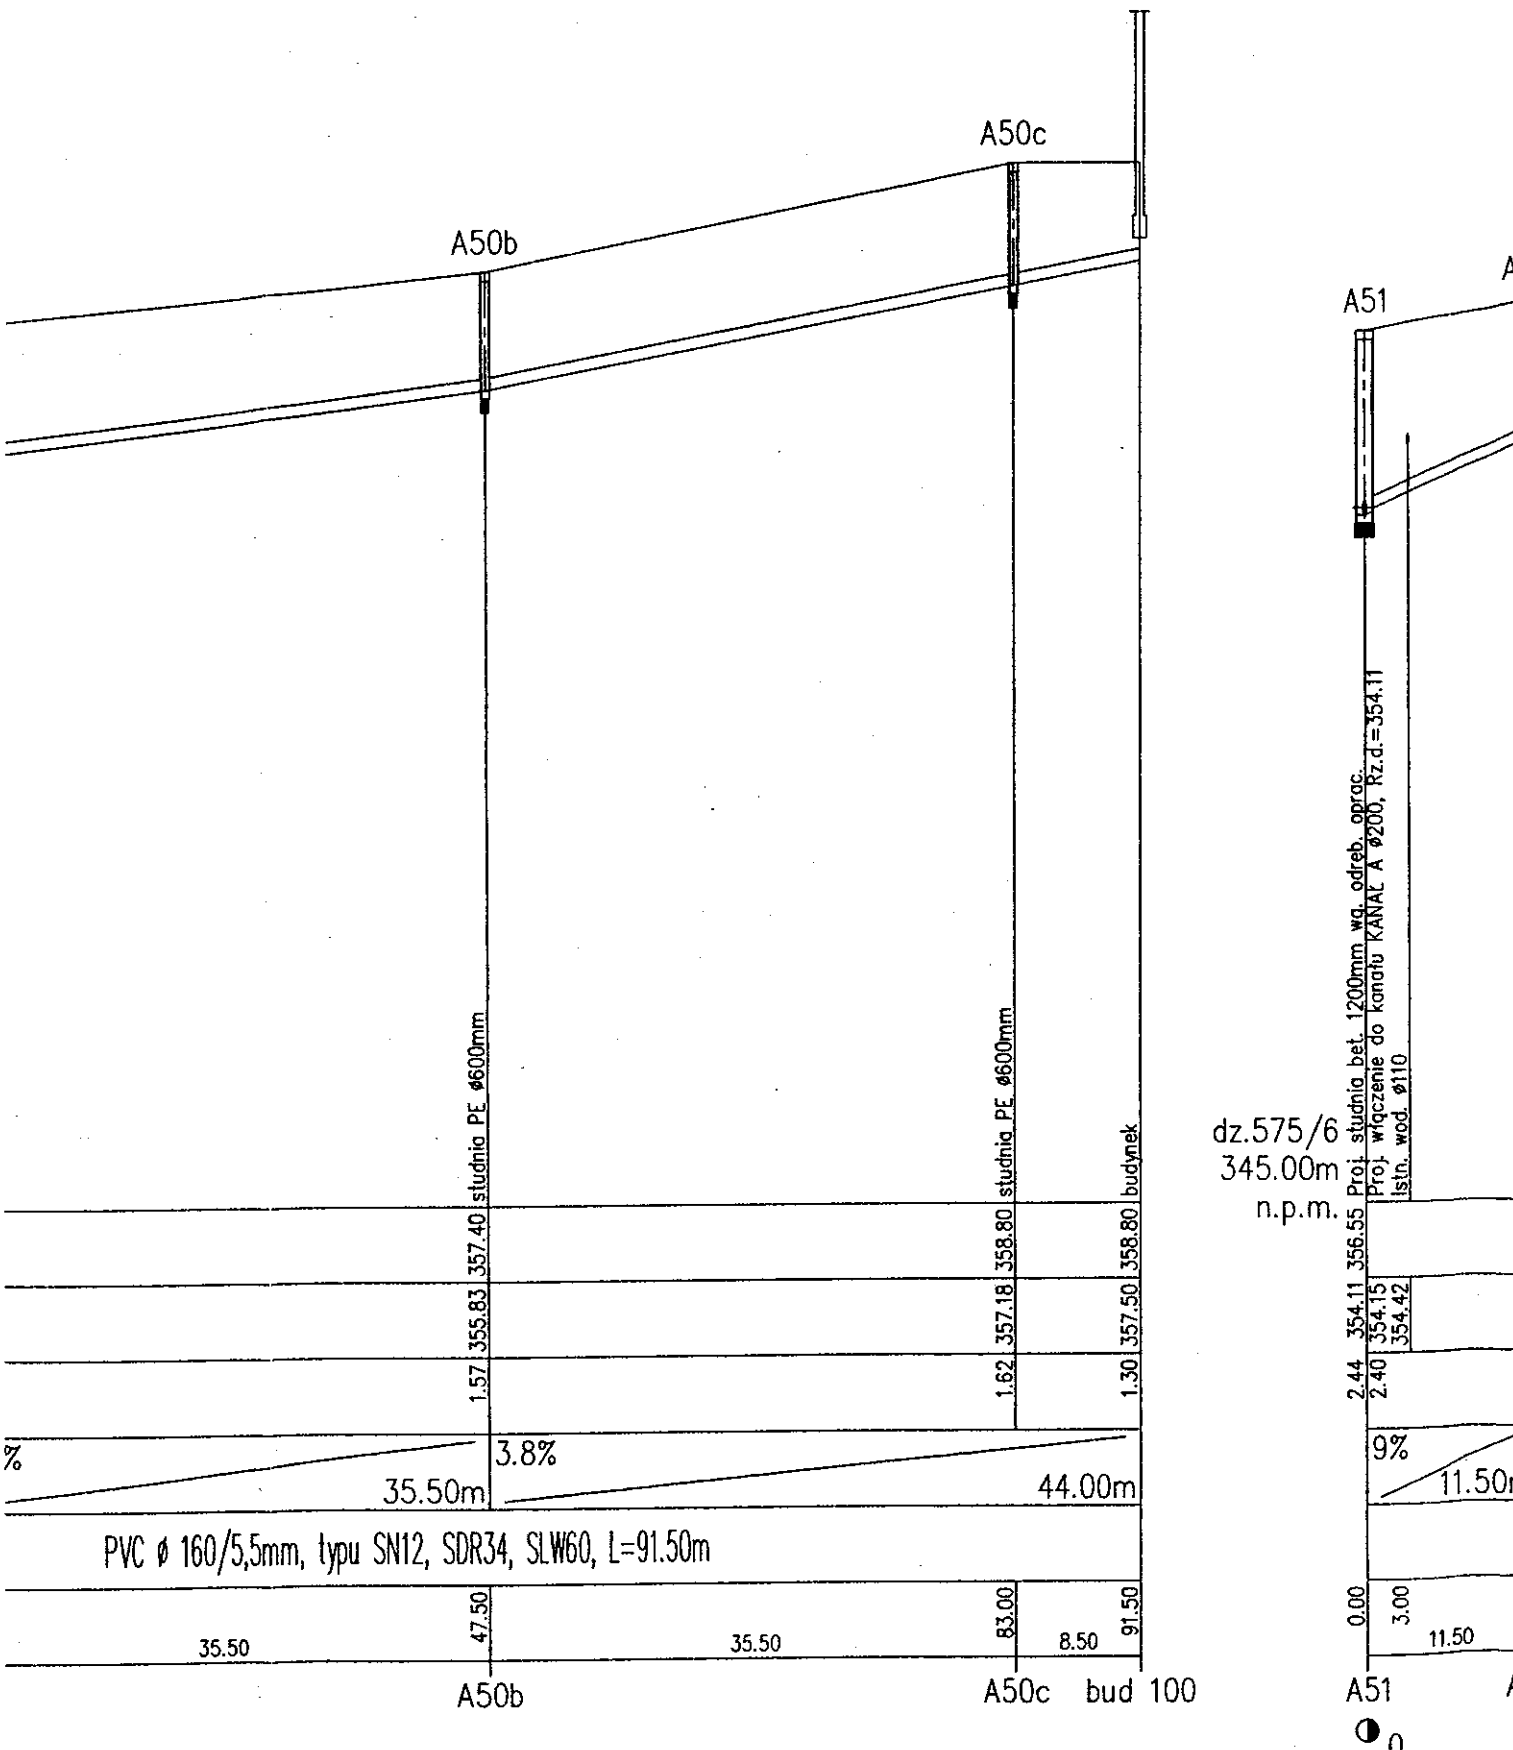 A50c
A50b
A51
studnia PE ø600mm
studnia PE ø600mm
budynek
dz.575/6
345.00m
n.p.m.
Proj. studnia bet. 1200mm wg. odręb. oprac.
Proj. włączenie do kanału KANAŁ A ø200, Rz.d.=354.11
Istn. wod. ø110
357.40
358.80
358.80
356.55
355.83
357.18
357.50
354.11
354.15
354.42
1.57
1.62
1.30
2.44
2.40
%
35.50m
3.8%
44.00m
9%
11.50
PVC ø 160/5,5mm, typu SN12, SDR34, SLW60, L=91.50m
47.50
83.00
91.50
0.00
3.00
35.50
35.50
8.50
11.50
A50b
A50c
bud 100
A51